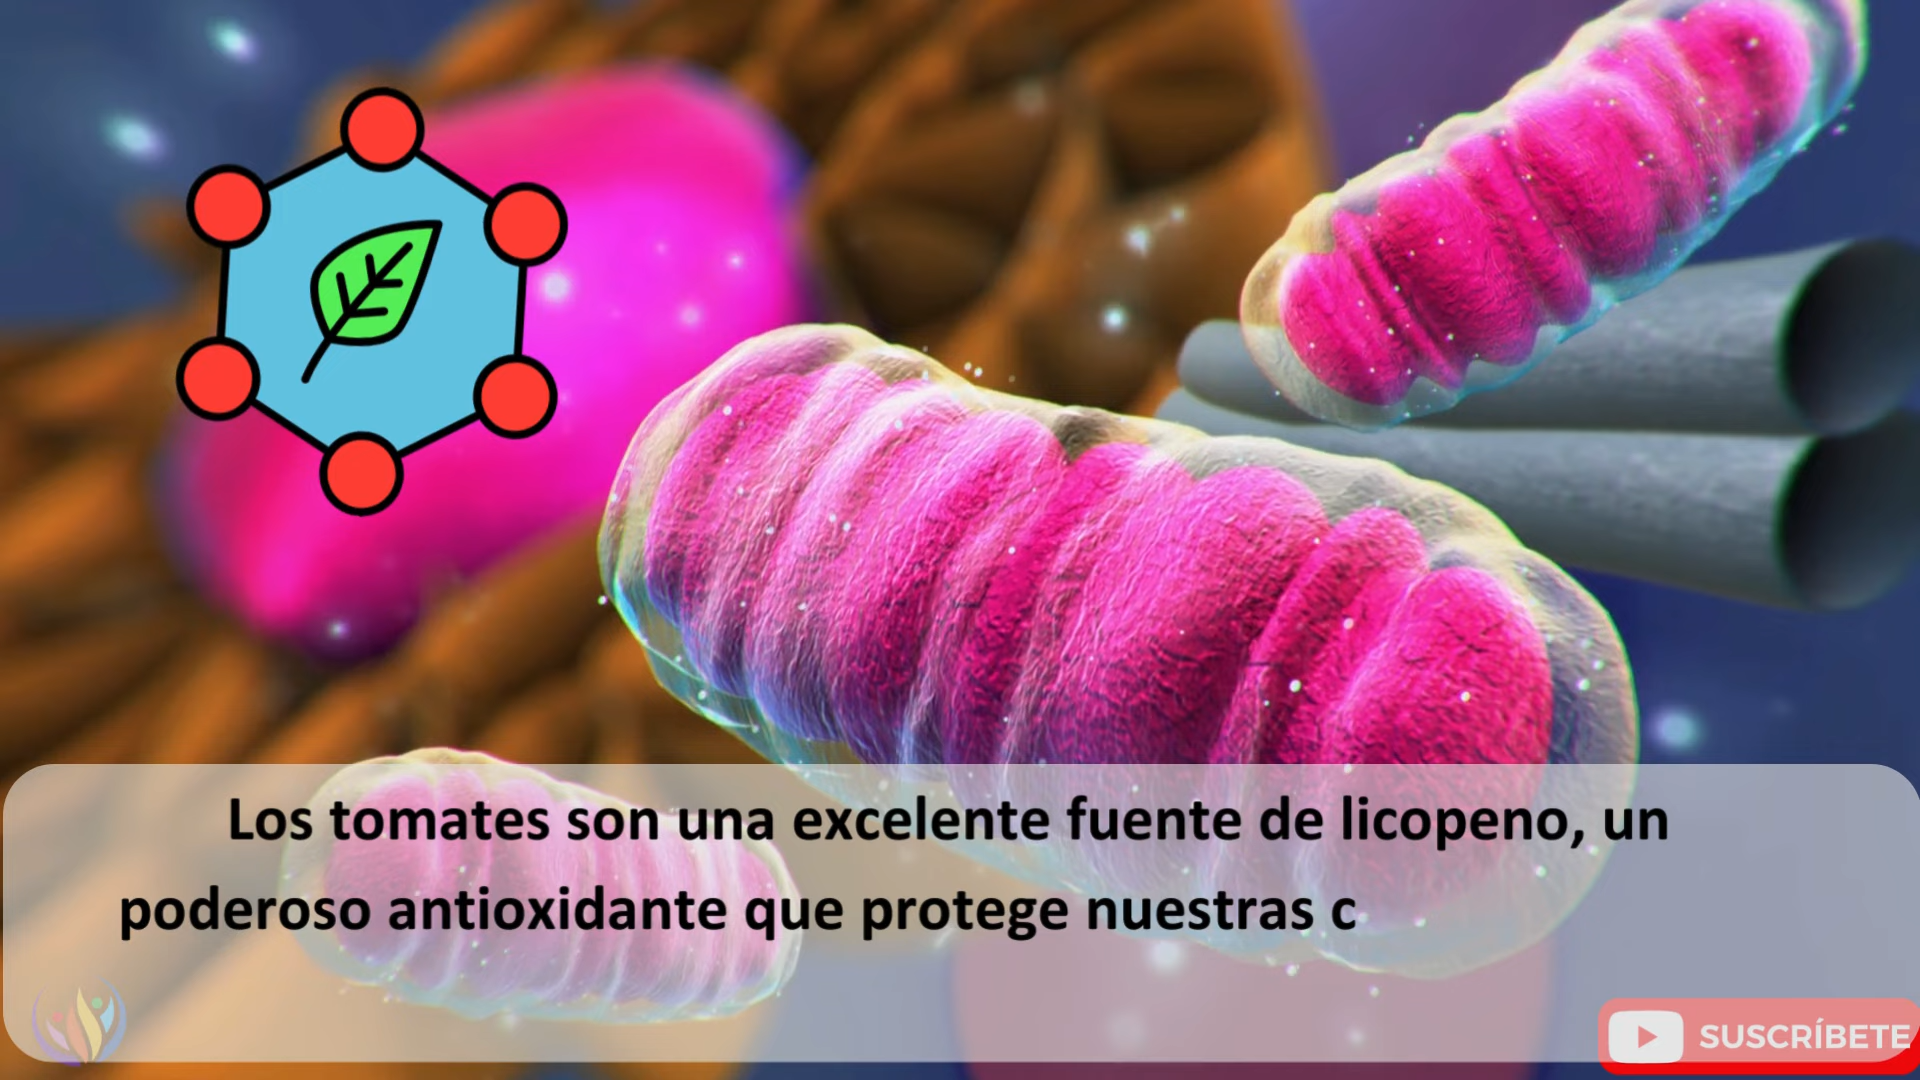 Los tomates son una excelente fuente de licopeno, un
poderoso antioxidante que protege nuestras c
SUSCRÍBETE